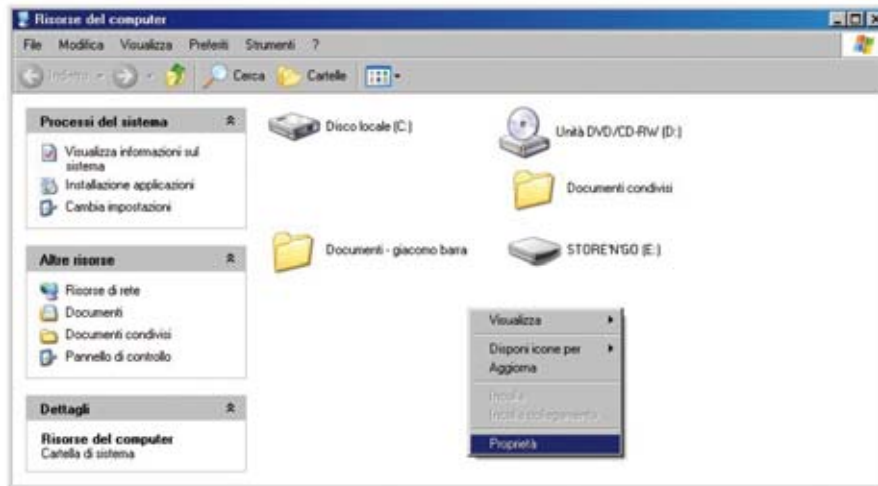 Risorse del computer
File Modifica Visualizza Preferiti Strumenti ?
Indietro Cerca Cartelle
Processi del sistema
Visualizza informazioni sul
sistema
Installazione applicazioni
Cambia impostazioni
Altre risorse
Risorse di rete
Documenti
Documenti condivisi
Pannello di controllo
Dettagli
Risorse del computer
Cartella di sistema
Disco locale (C:)
Unità DVD/CD-RW (D:)
Documenti condivisi
Documenti - giacomo barra
STORE'N'GO (E:)
Visualizza
Disponi icone per
Aggiorna
Incolla
Incolla collegamento
Proprietà